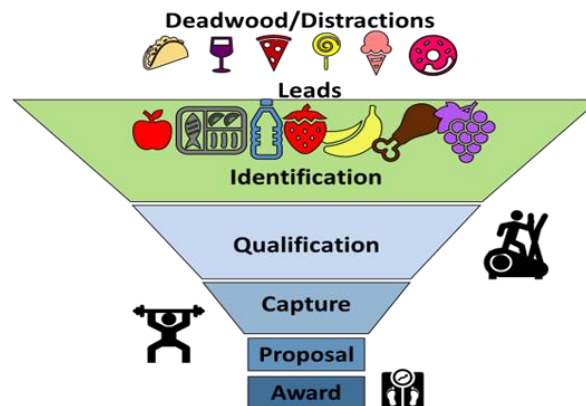 Deadwood/Distractions
Leads
Identification
Qualification
Capture
Proposal
Award